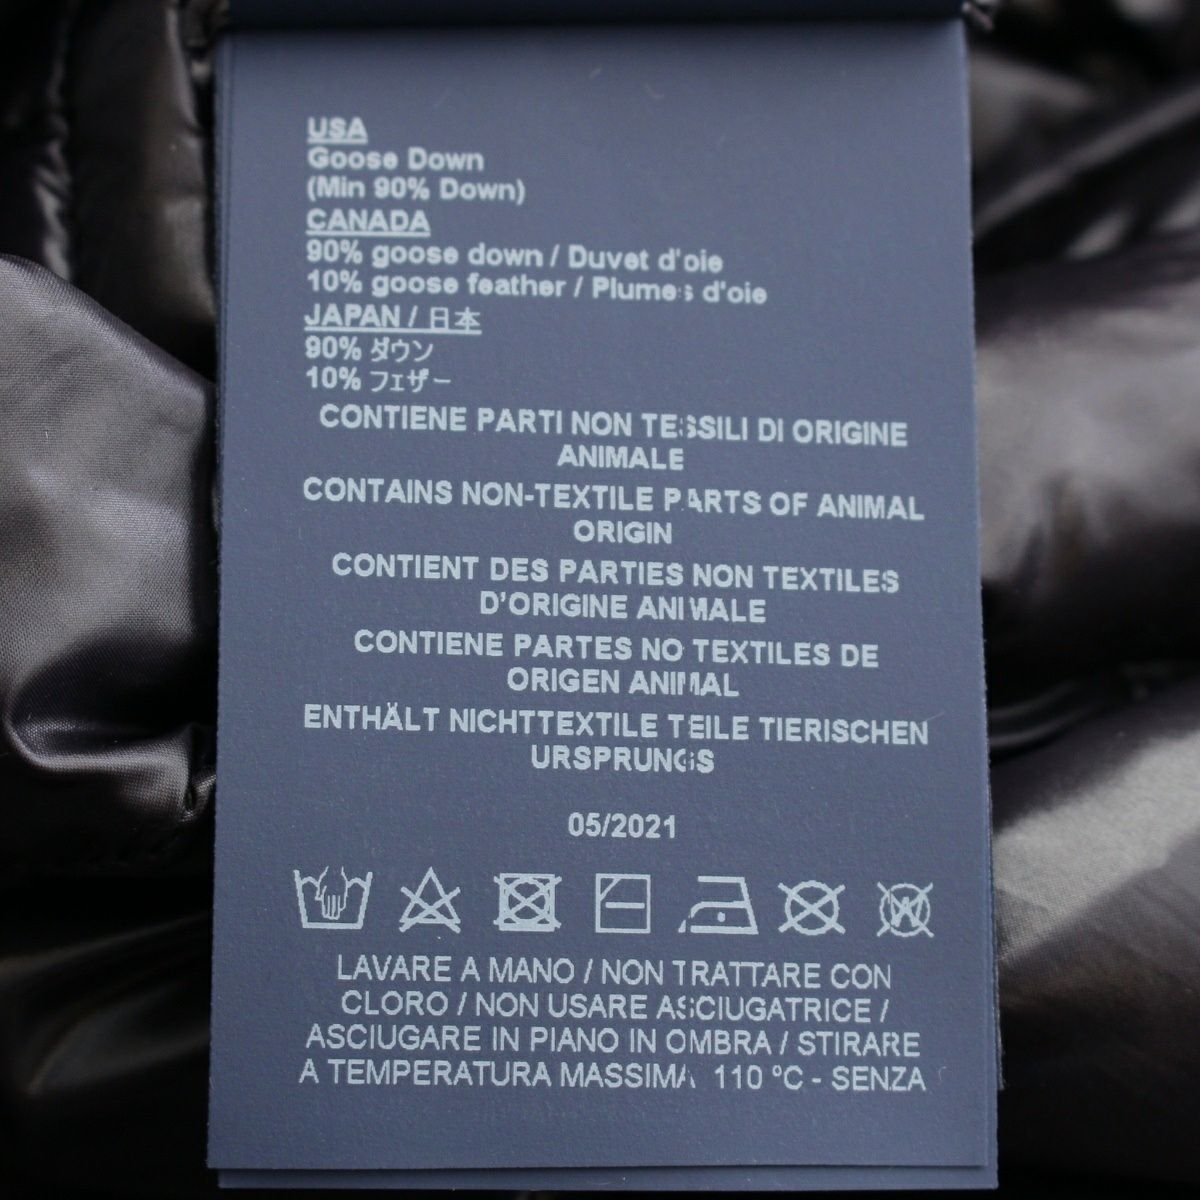 USA
Goose Down
(Min 90% Down)
CANADA
90% goose down / Duvet d'oie
10% goose feather / Plumes d'oie
JAPAN / 日本
90% ダウン
10% フェザー
CONTIENE PARTI NON TESSILI DI ORIGINE
ANIMALE
CONTAINS NON-TEXTILE PARTS OF ANIMAL
ORIGIN
CONTIENT DES PARTIES NON TEXTILES
D'ORIGINE ANIMALE
CONTIENE PARTES NO TEXTILES DE
ORIGEN ANIMAL
ENTHÄLT NICHTTEXTILE TEILE TIERISCHEN
URSPRUNGS
05/2021
W
LAVARE A MANO / NON TRATTARE CON
CLORO / NON USARE ASCIUGATRICE /
ASCIUGARE IN PIANO IN OMBRA / STIRARE
A TEMPERATURA MASSIMA 110 ºC - SENZA